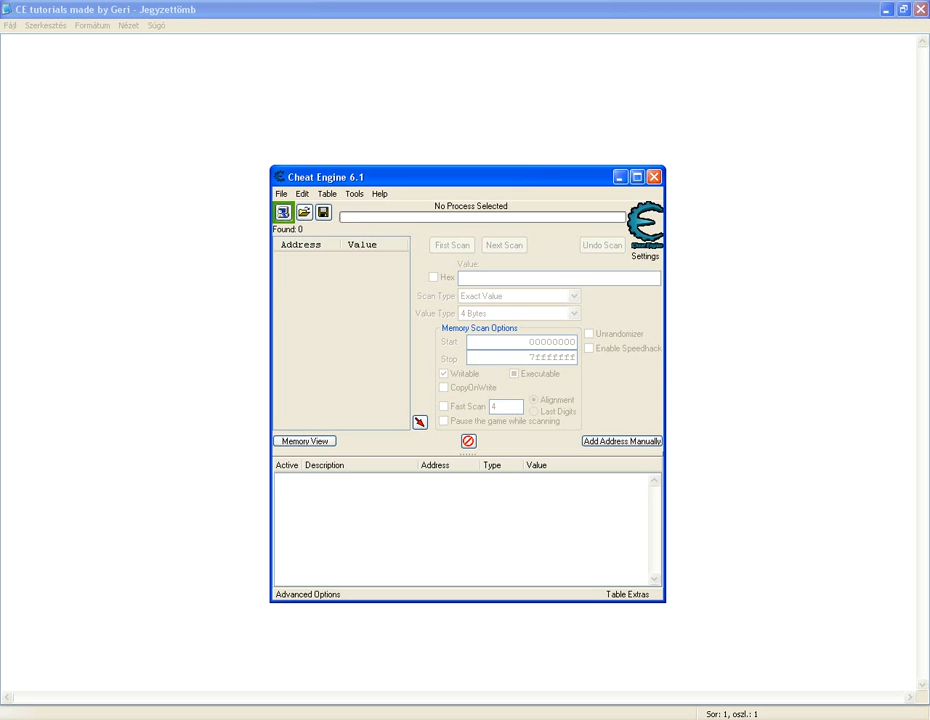 CE tutorials made by Geri - Jegyzettömb
Fájl Szerkesztés Formátum Nézet Súgó
Cheat Engine 6.1
File Edit Table Tools Help
No Process Selected
Found: 0
Address Value
First Scan Next Scan Undo Scan
Cheat Engine
Settings
Value:
Hex
Scan Type Exact Value
Value Type 4 Bytes
Memory Scan Options
Start 00000000
Stop 7fffffff
Unrandomizer
Enable Speedhack
Writable Executable
CopyOnWrite
Fast Scan 4 Alignment
Last Digits
Pause the game while scanning
Memory View Add Address Manually
Active Description Address Type Value
Advanced Options Table Extras
Sor: 1, oszl.: 1